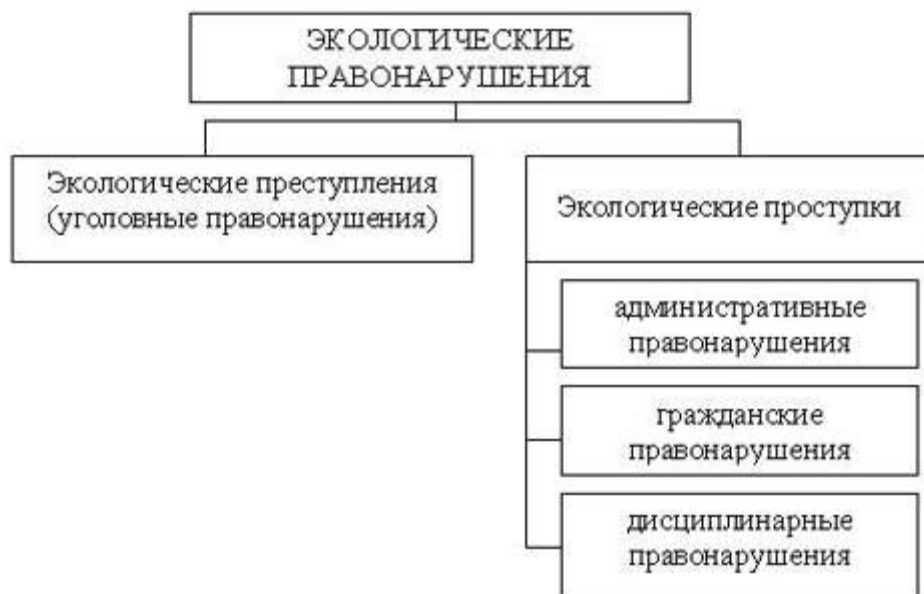 ЭКОЛОГИЧЕСКИЕ
ПРАВОНАРУШЕНИЯ
Экологические преступления
(уголовные правонарушения)
Экологические проступки
административные
правонарушения
гражданские
правонарушения
дисциплинарные
правонарушения